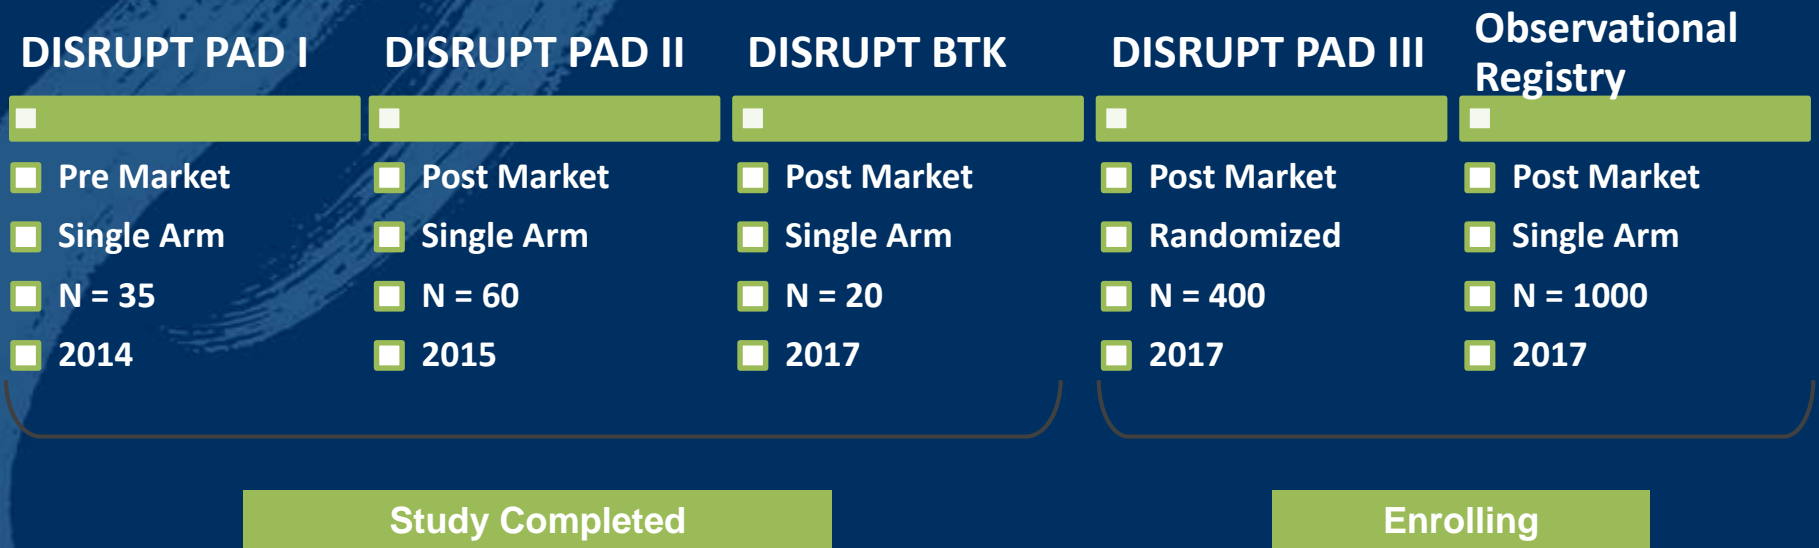 DISRUPT PAD I
Pre Market
Single Arm
N = 35
2014
DISRUPT PAD II
Post Market
Single Arm
N = 60
2015
DISRUPT BTK
Post Market
Single Arm
N = 20
2017
DISRUPT PAD III
Post Market
Randomized
N = 400
2017
Observational
Registry
Post Market
Single Arm
N = 1000
2017
Study Completed
Enrolling